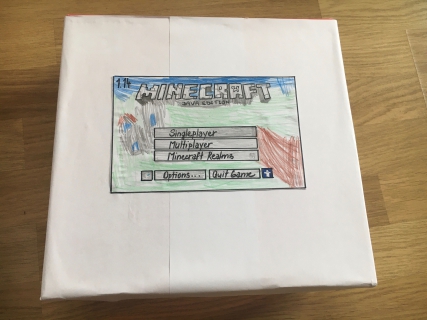 1.14
MINECRAFT
JAVA EDITION
Singleplayer
Multiplayer
Minecraft Realms
Options... Quit Game